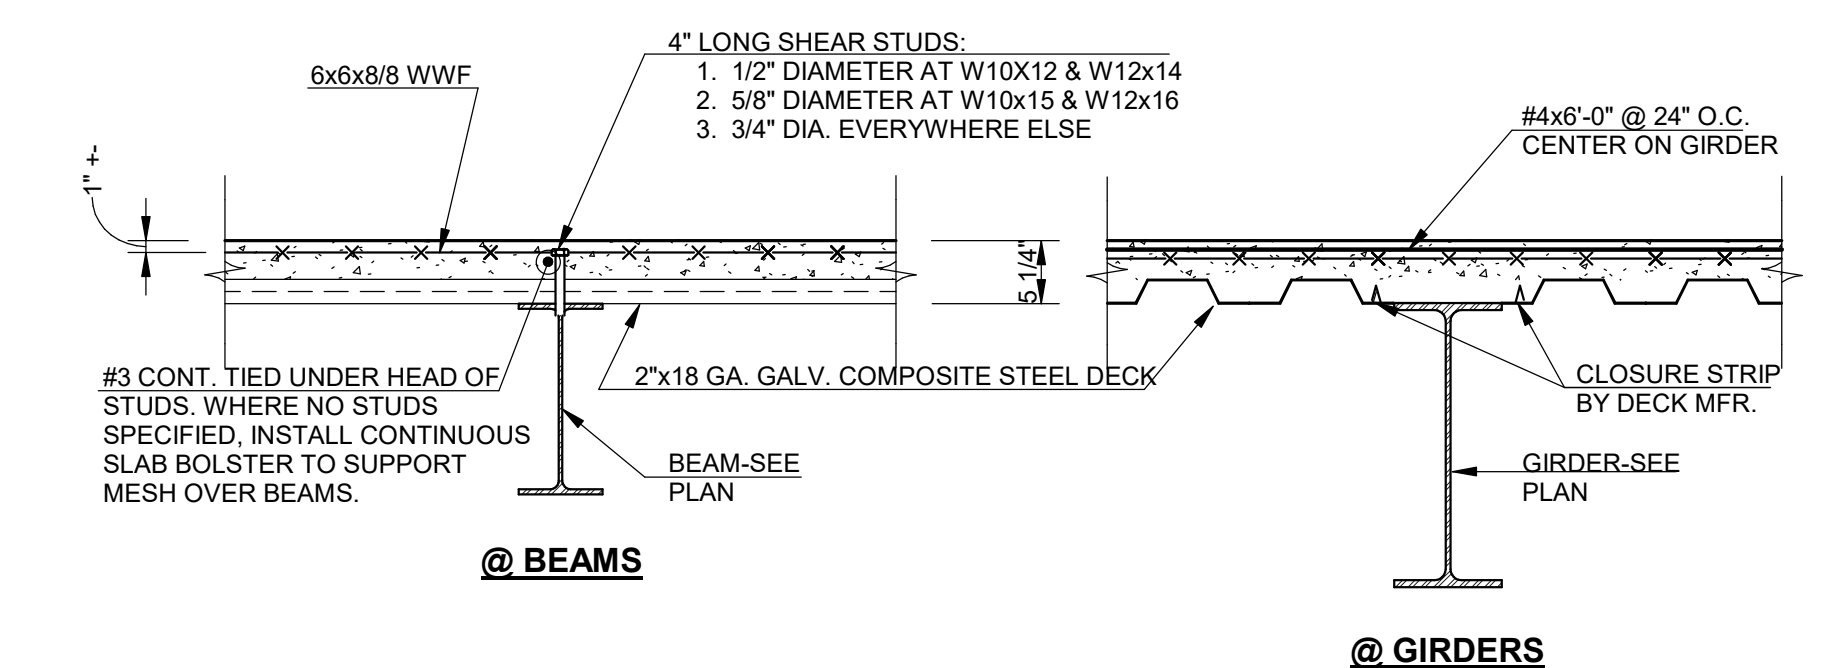 4" LONG SHEAR STUDS:
1. 1/2" DIAMETER AT W10X12 & W12x14
2. 5/8" DIAMETER AT W10x15 & W12x16
3. 3/4" DIA. EVERYWHERE ELSE
6x6x8/8 WWF
1" +-
#4x6'-0" @ 24" O.C.
CENTER ON GIRDER
5 1/4"
#3 CONT. TIED UNDER HEAD OF
STUDS. WHERE NO STUDS
SPECIFIED, INSTALL CONTINUOUS
SLAB BOLSTER TO SUPPORT
MESH OVER BEAMS.
2"x18 GA. GALV. COMPOSITE STEEL DECK
CLOSURE STRIP
BY DECK MFR.
BEAM-SEE
PLAN
GIRDER-SEE
PLAN
@ BEAMS
@ GIRDERS